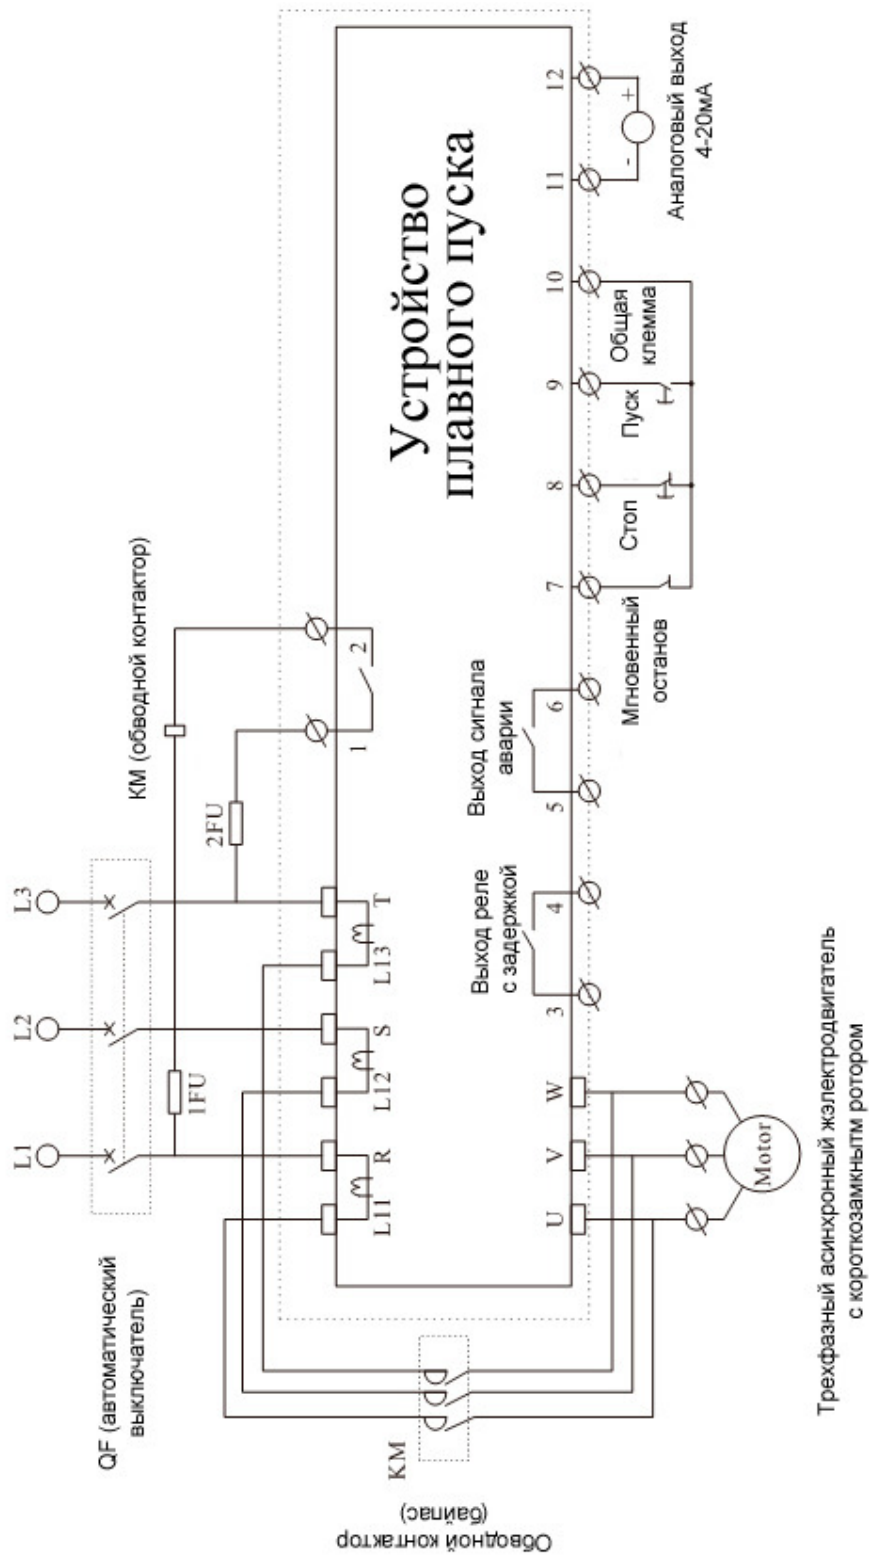 L1
L2
L3
QF (автоматический
выключатель)
КМ (обводной контактор)
1FU
2FU
L11
R
L12
S
L13
T
1
2
Устройство
плавного пуска
КМ
Обводной контактор
(байпас)
U
V
W
3
4
5
6
7
8
9
10
11
12
Выход реле
с задержкой
Выход сигнала
аварии
Мгновенный
останов
Стоп
Пуск
Общая
клемма
-
+
Аналоговый выход
4-20мА
Motor
Трехфазный асинхронный жэлектродвигатель
с короткозамкнытм ротором